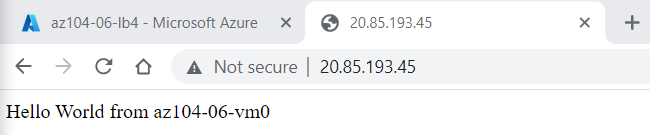 az104-06-lb4 - Microsoft Azure
20.85.193.45
Not secure | 20.85.193.45
Hello World from az104-06-vm0